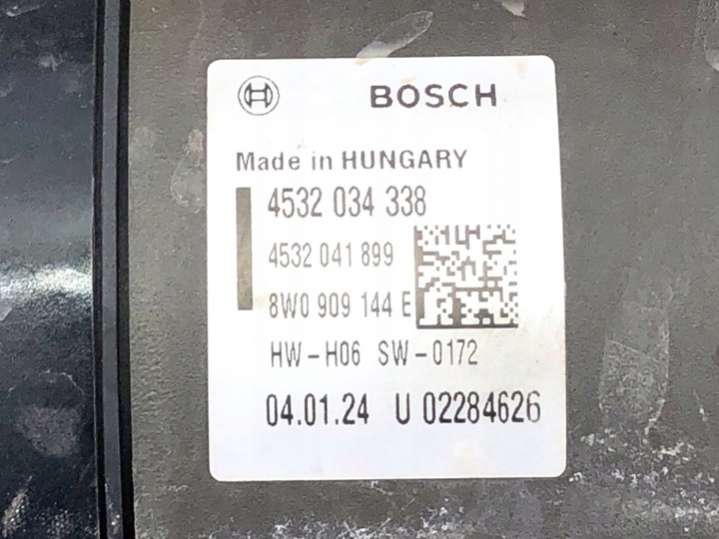 BOSCH
Made in HUNGARY
4532 034 338
4532 041 899
8W0 909 144 E
HW-H06 SW-0172
04.01.24 U 02284626